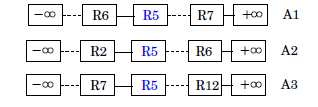 −∞ R6 R5 R7 +∞ A1
−∞ R2 R5 R6 +∞ A2
−∞ R7 R5 R12 +∞ A3